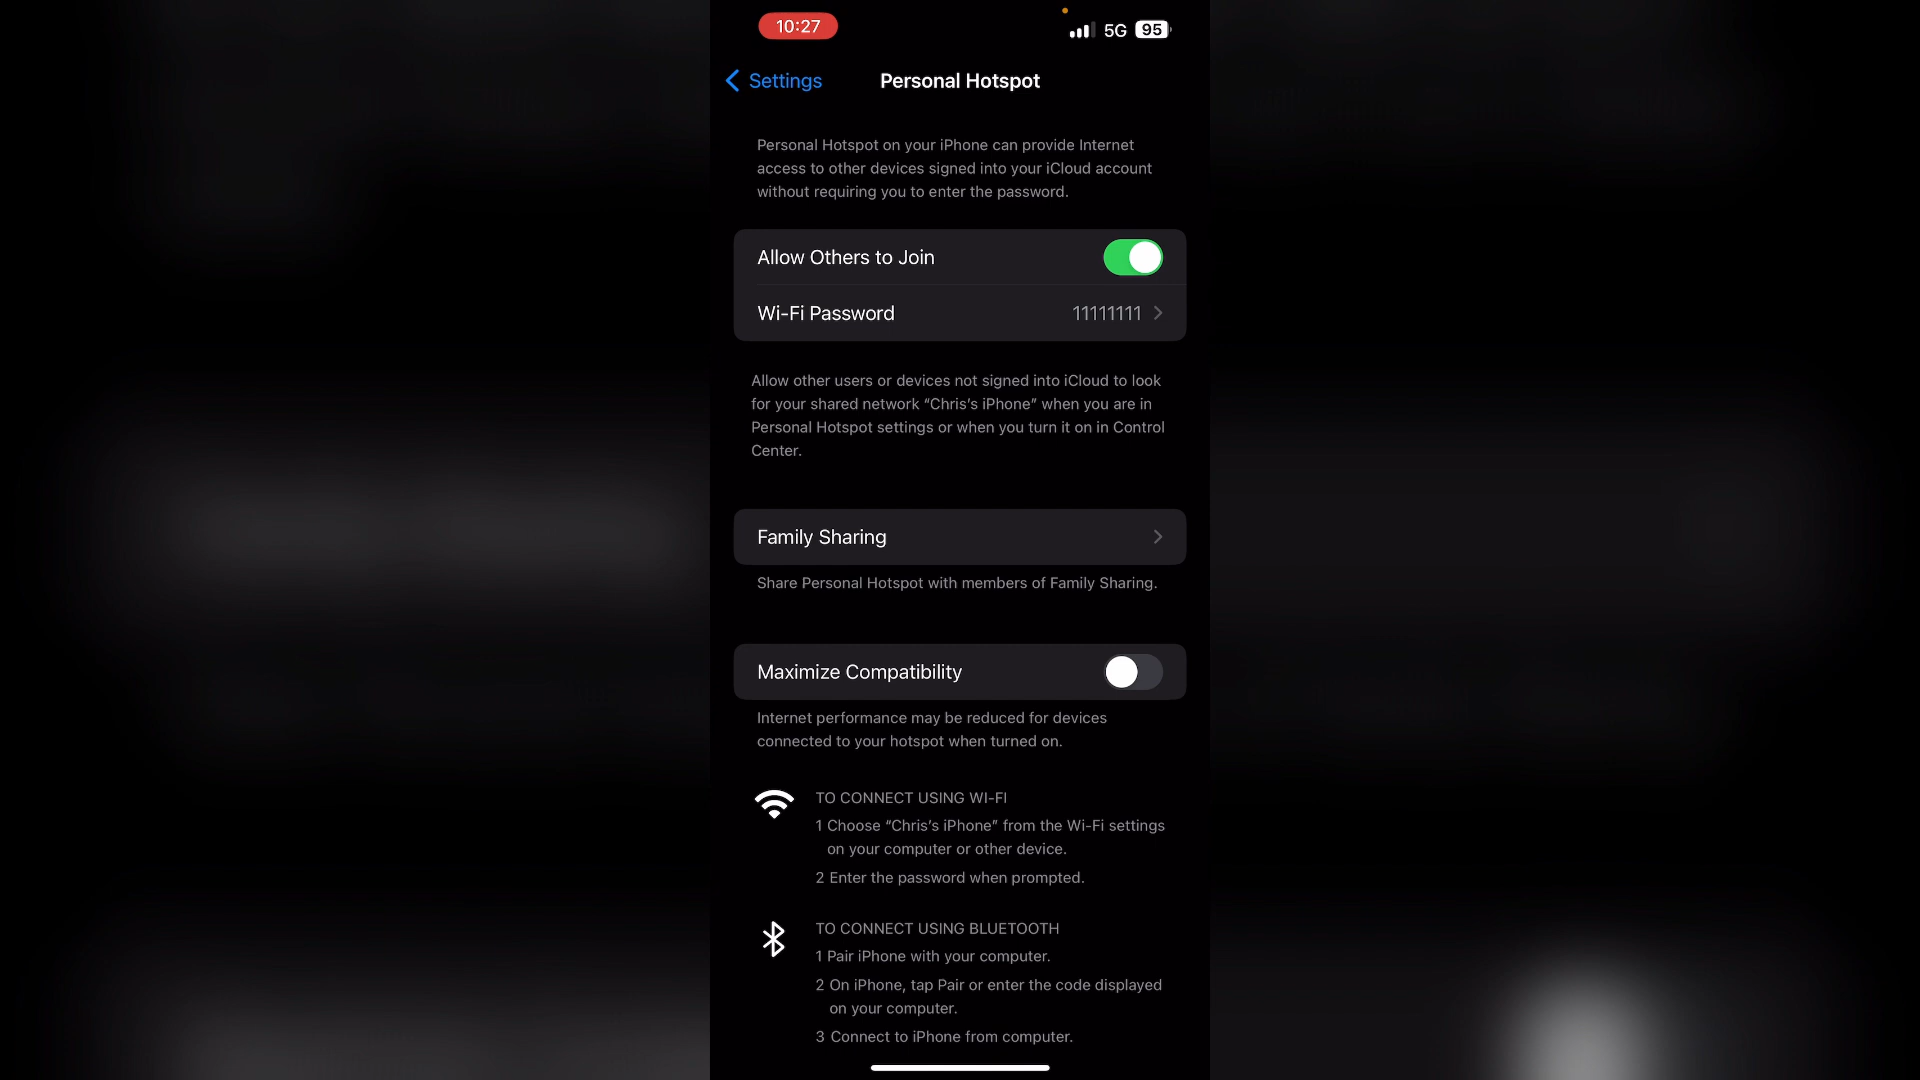 10:27
5G 95
Settings
Personal Hotspot
Personal Hotspot on your iPhone can provide Internet
access to other devices signed into your iCloud account
without requiring you to enter the password.
Allow Others to Join
Wi-Fi Password 11111111
Allow other users or devices not signed into iCloud to look
for your shared network “Chris’s iPhone” when you are in
Personal Hotspot settings or when you turn it on in Control
Center.
Family Sharing
Share Personal Hotspot with members of Family Sharing.
Maximize Compatibility
Internet performance may be reduced for devices
connected to your hotspot when turned on.
TO CONNECT USING WI-FI
1 Choose “Chris’s iPhone” from the Wi-Fi settings
on your computer or other device.
2 Enter the password when prompted.
TO CONNECT USING BLUETOOTH
1 Pair iPhone with your computer.
2 On iPhone, tap Pair or enter the code displayed
on your computer.
3 Connect to iPhone from computer.